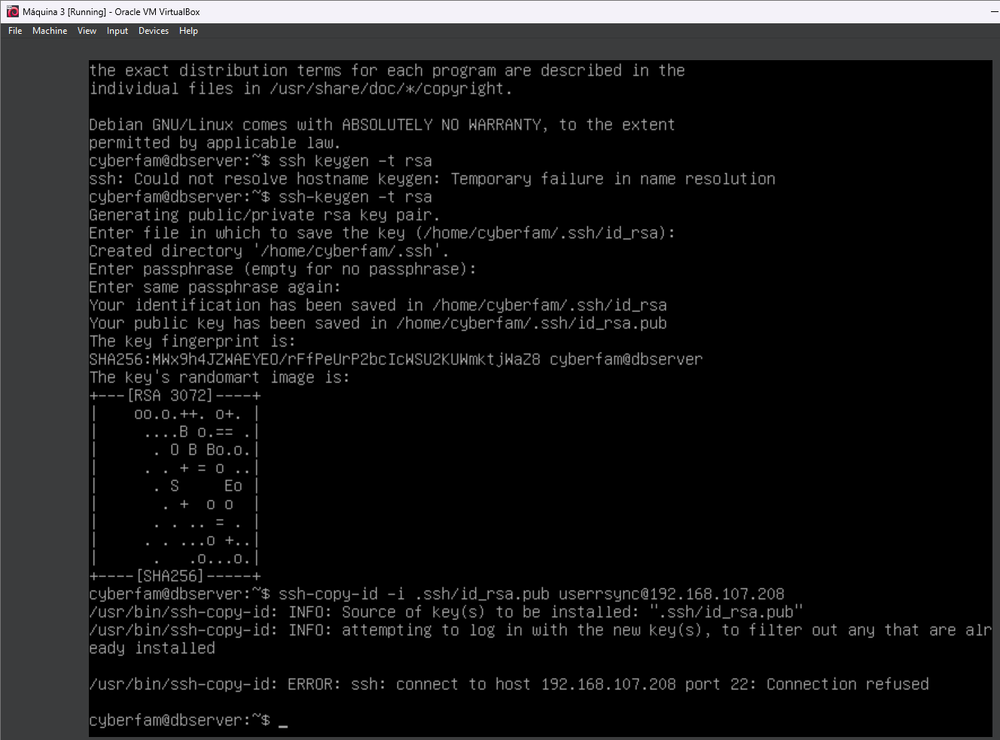 Máquina 3 [Running] - Oracle VM VirtualBox
File Machine View Input Devices Help
the exact distribution terms for each program are described in the
individual files in /usr/share/doc/*/copyright.
Debian GNU/Linux comes with ABSOLUTELY NO WARRANTY, to the extent
permitted by applicable law.
cyberfam@dbserver:~$ ssh keygen -t rsa
ssh: Could not resolve hostname keygen: Temporary failure in name resolution
cyberfam@dbserver:~$ ssh-keygen -t rsa
Generating public/private rsa key pair.
Enter file in which to save the key (/home/cyberfam/.ssh/id_rsa):
Created directory '/home/cyberfam/.ssh'.
Enter passphrase (empty for no passphrase):
Enter same passphrase again:
Your identification has been saved in /home/cyberfam/.ssh/id_rsa
Your public key has been saved in /home/cyberfam/.ssh/id_rsa.pub
The key fingerprint is:
SHA256:MWx9h4JZWAEYEO/rFfPeUrP2bcIcWSU2KUWmktjWaZ8 cyberfam@dbserver
The key's randomart image is:
+---[RSA 3072]----+
|    oo.o.++. o+. |
|     ....B o.== .|
|      . O B Bo.o.|
|     . . + = o ..|
|      . S     Eo |
|       . +  o o  |
|      . . .. = . |
|     . . ...o +..|
|      .   .o...o.|
+----[SHA256]-----+
cyberfam@dbserver:~$ ssh-copy-id -i .ssh/id_rsa.pub userrsync@192.168.107.208
/usr/bin/ssh-copy-id: INFO: Source of key(s) to be installed: ".ssh/id_rsa.pub"
/usr/bin/ssh-copy-id: INFO: attempting to log in with the new key(s), to filter out any that are alr
eady installed
/usr/bin/ssh-copy-id: ERROR: ssh: connect to host 192.168.107.208 port 22: Connection refused
cyberfam@dbserver:~$ _